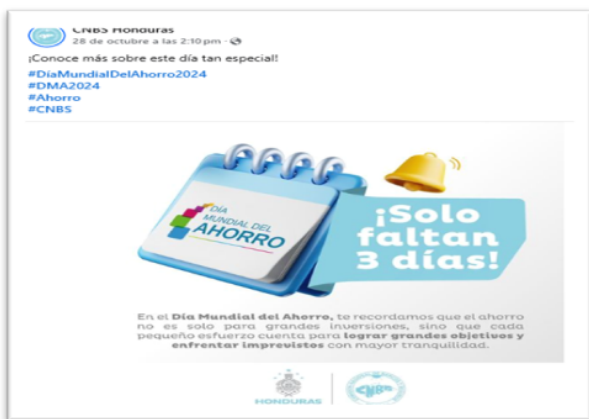 CNBS Honduras
28 de octubre a las 2:10 pm ·
¡Conoce más sobre este día tan especial!
#DíaMundialDelAhorro2024
#DMA2024
#Ahorro
#CNBS
DÍA
MUNDIAL DEL
AHORRO
¡Solo
faltan
3 días!
En el Día Mundial del Ahorro, te recordamos que el ahorro
no es solo para grandes inversiones, sino que cada
pequeño esfuerzo cuenta para lograr grandes objetivos y
enfrentar imprevistos con mayor tranquilidad.
HONDURAS
CNBS